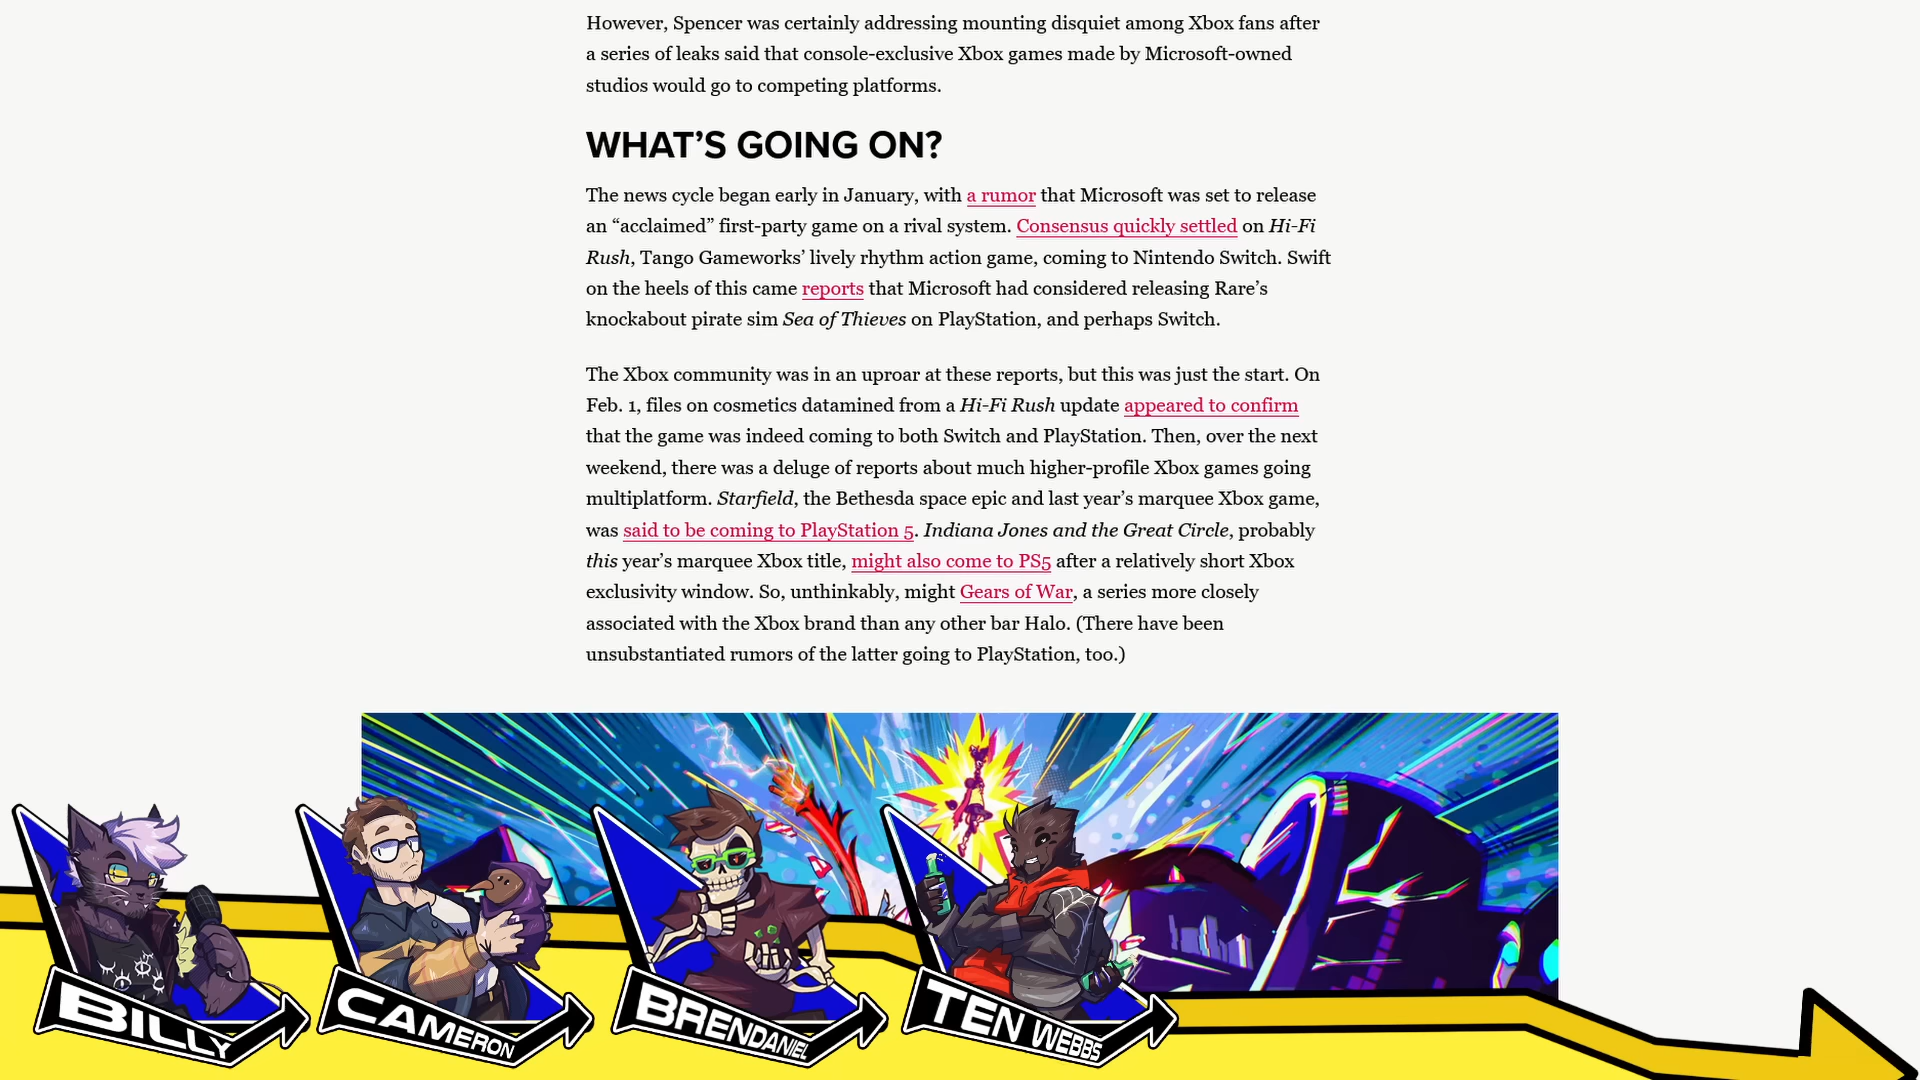 However, Spencer was certainly addressing mounting disquiet among Xbox fans after
a series of leaks said that console-exclusive Xbox games made by Microsoft-owned
studios would go to competing platforms.
WHAT’S GOING ON?
The news cycle began early in January, with a rumor that Microsoft was set to release
an “acclaimed” first-party game on a rival system. Consensus quickly settled on Hi-Fi
Rush, Tango Gameworks’ lively rhythm action game, coming to Nintendo Switch. Swift
on the heels of this came reports that Microsoft had considered releasing Rare’s
knockabout pirate sim Sea of Thieves on PlayStation, and perhaps Switch.
The Xbox community was in an uproar at these reports, but this was just the start. On
Feb. 1, files on cosmetics datamined from a Hi-Fi Rush update appeared to confirm
that the game was indeed coming to both Switch and PlayStation. Then, over the next
weekend, there was a deluge of reports about much higher-profile Xbox games going
multiplatform. Starfield, the Bethesda space epic and last year’s marquee Xbox game,
was said to be coming to PlayStation 5. Indiana Jones and the Great Circle, probably
this year’s marquee Xbox title, might also come to PS5 after a relatively short Xbox
exclusivity window. So, unthinkably, might Gears of War, a series more closely
associated with the Xbox brand than any other bar Halo. (There have been
unsubstantiated rumors of the latter going to PlayStation, too.)
BILLY
CAMERON
BRENDANIEL
TEN WEBBS